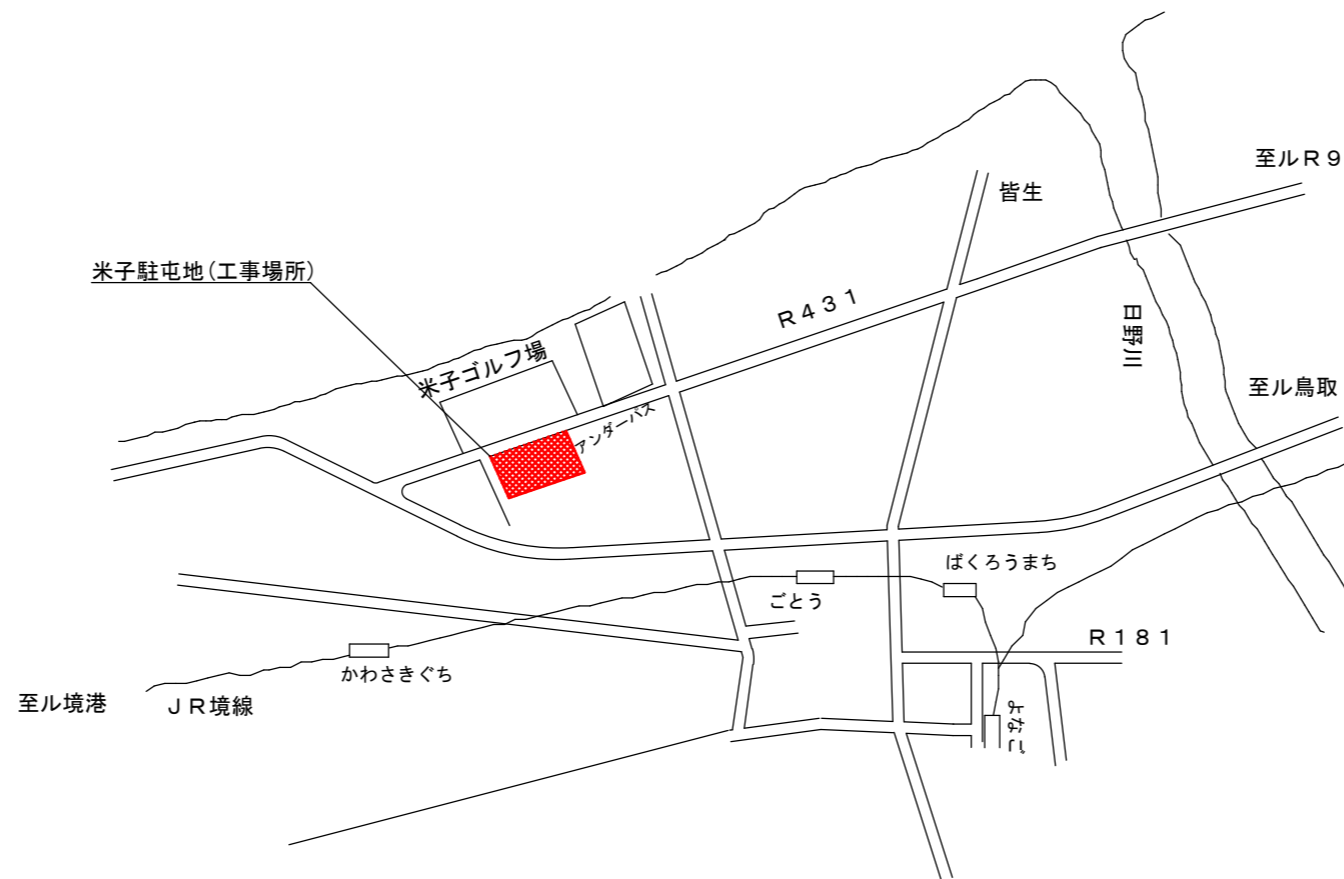 至ルR9
皆生
米子駐屯地(工事場所)
R431
日野川
米子ゴルフ場
至ル鳥取
アンダーパス
ばくろうまち
ごとう
R181
かわさきぐち
至ル境港
JR境線
よなご